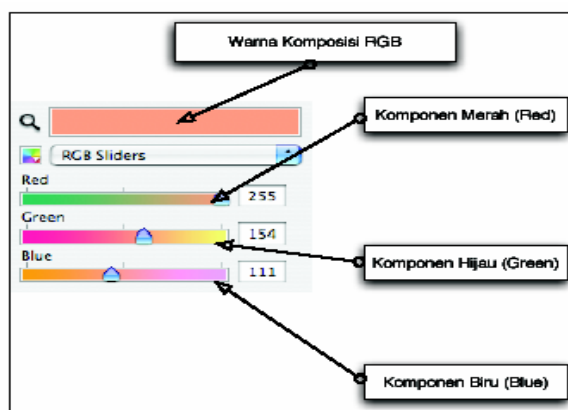 Warna Komposisi RGB
Komponen Merah (Red)
RGB Sliders
Red
255
Green
154
Komponen Hijau (Green)
Blue
111
Komponen Biru (Blue)